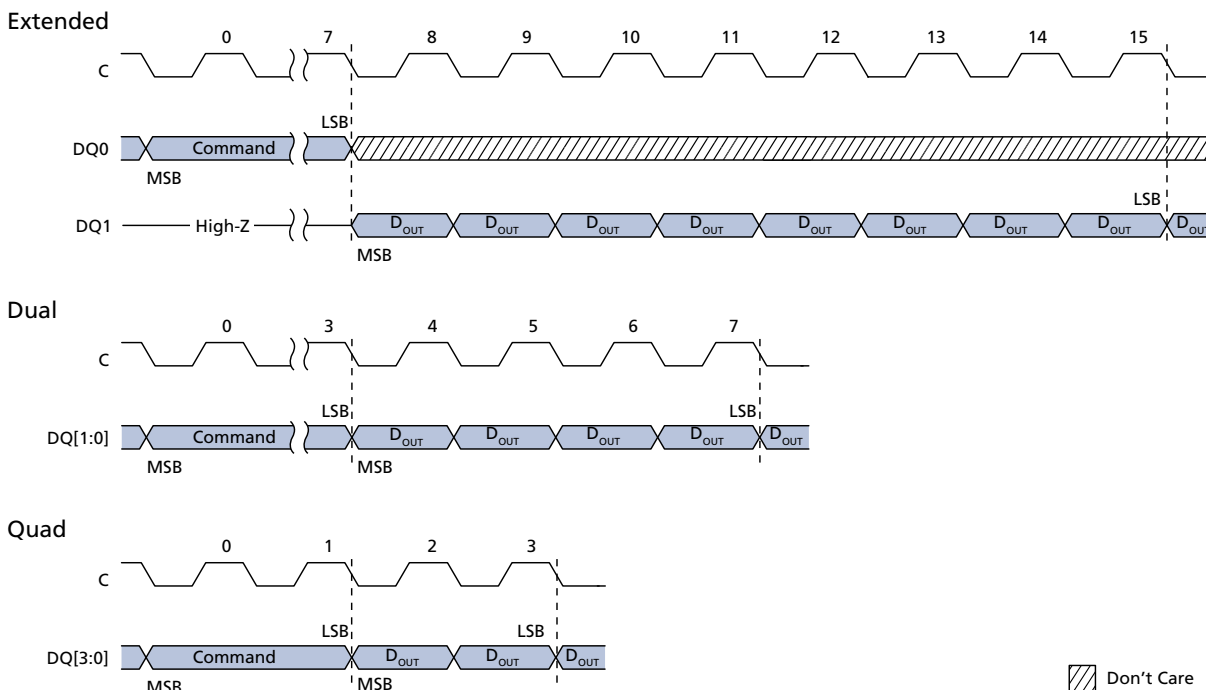 Extended
0 7 8 9 10 11 12 13 14 15
C
LSB
DQ0 Command
MSB
LSB
DQ1 High-Z DOUT DOUT DOUT DOUT DOUT DOUT DOUT DOUT DOUT
MSB
Dual
0 3 4 5 6 7
C
LSB LSB
DQ[1:0] Command DOUT DOUT DOUT DOUT DOUT
MSB MSB
Quad
0 1 2 3
C
LSB LSB
DQ[3:0] Command DOUT DOUT DOUT
MSB MSB
Don't Care